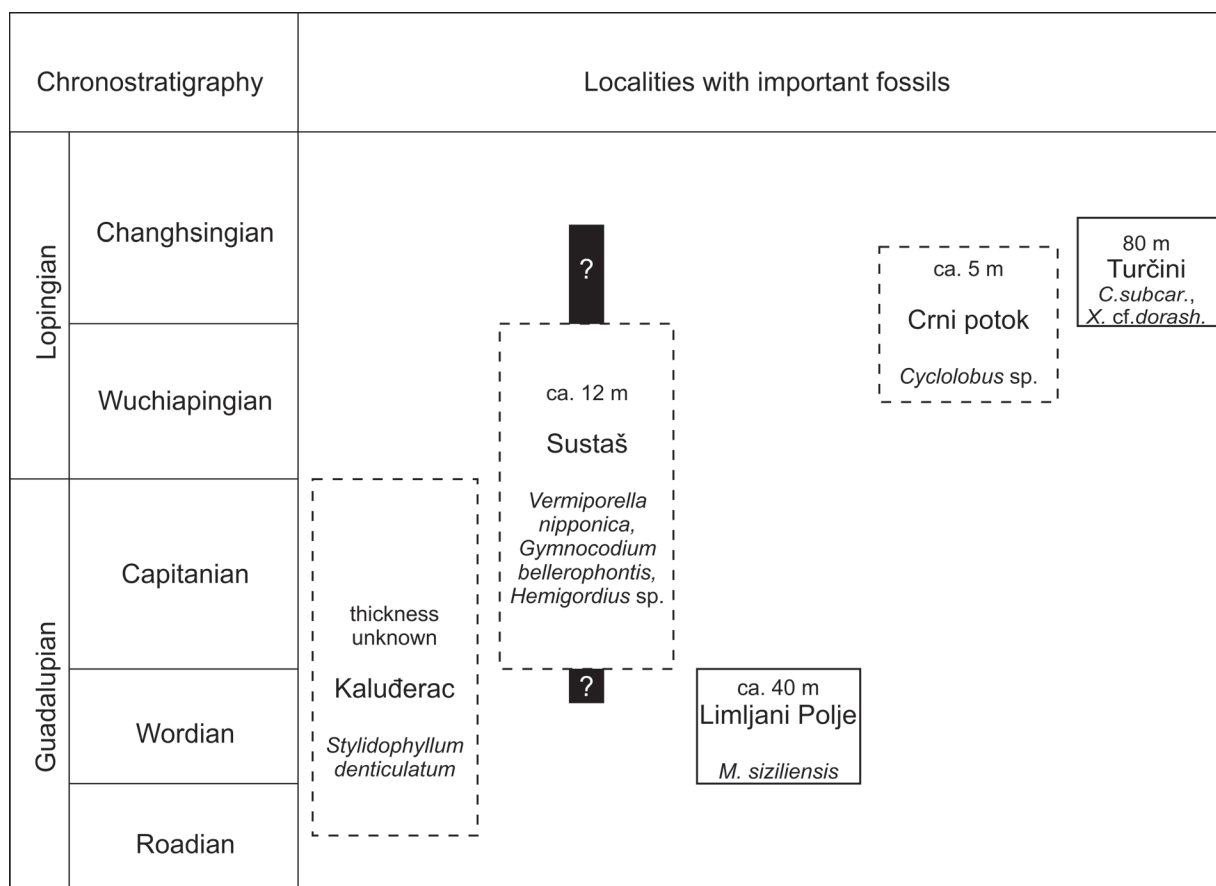 Chronostratigraphy
Localities with important fossils
Lopingian
Changhsingian
Wuchiapingian
Guadalupian
Capitanian
Wordian
Roadian
thickness
unknown
Kaluđerac
Stylidophyllum
denticulatum
?
ca. 12 m
Sustaš
Vermiporella
nipponica,
Gymnocodium
bellerophontis,
Hemigordius sp.
?
ca. 40 m
Limljani Polje
M. siziliensis
ca. 5 m
Crni potok
Cyclolobus sp.
80 m
Turčini
C.subcar.,
X. cf.dorash.